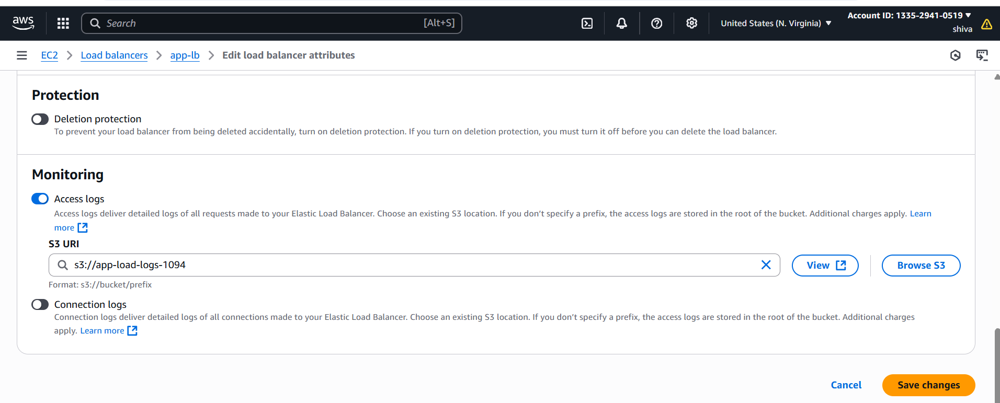 aws
Search
[Alt+S]
United States (N. Virginia)
Account ID: 1335-2941-0519
shiva
EC2
Load balancers
app-lb
Edit load balancer attributes
Protection
Deletion protection
To prevent your load balancer from being deleted accidentally, turn on deletion protection. If you turn on deletion protection, you must turn it off before you can delete the load balancer.
Monitoring
Access logs
Access logs deliver detailed logs of all requests made to your Elastic Load Balancer. Choose an existing S3 location. If you don't specify a prefix, the access logs are stored in the root of the bucket. Additional charges apply. Learn
more
S3 URI
s3://app-load-logs-1094
View
Browse S3
Format: s3://bucket/prefix
Connection logs
Connection logs deliver detailed logs of all connections made to your Elastic Load Balancer. Choose an existing S3 location. If you don't specify a prefix, the access logs are stored in the root of the bucket. Additional charges
apply. Learn more
Cancel
Save changes